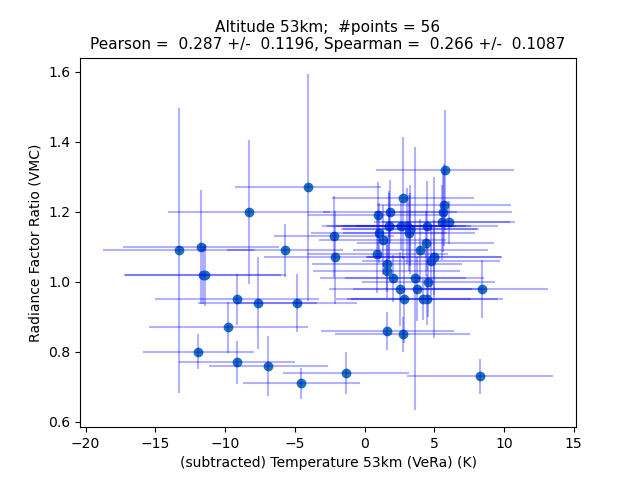 Altitude 53km;  #points = 56
Pearson =  0.287 +/-  0.1196, Spearman =  0.266 +/-  0.1087
Radiance Factor Ratio (VMC)
1.6
1.4
1.2
1.0
0.8
0.6
−20 −15 −10 −5 0 5 10 15
(subtracted) Temperature 53km (VeRa) (K)